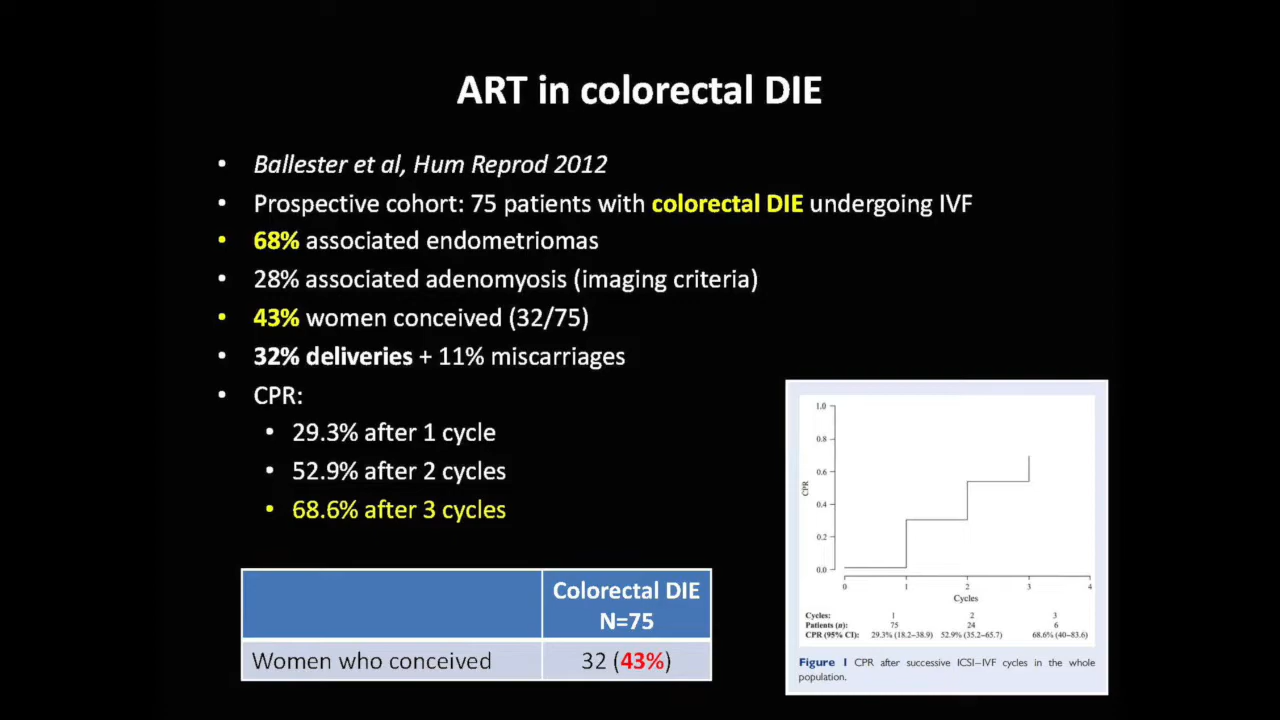 ART in colorectal DIE
• Ballester et al, Hum Reprod 2012
• Prospective cohort: 75 patients with colorectal DIE undergoing IVF
• 68% associated endometriomas
• 28% associated adenomyosis (imaging criteria)
• 43% women conceived (32/75)
• 32% deliveries + 11% miscarriages
• CPR:
• 29.3% after 1 cycle
• 52.9% after 2 cycles
• 68.6% after 3 cycles
Colorectal DIE
N=75
Women who conceived 32 (43%)
1.0
0.8
0.6
0.4
0.2
0.0
CPR
0 1 2 3 4
Cycles
Cycles: 1 2 3
Patients (n): 75 24 6
CPR (95% CI): 29.3% (18.2–38.9) 52.9% (35.2–65.7) 68.6% (40–83.6)
Figure 1 CPR after successive ICSI–IVF cycles in the whole
population.